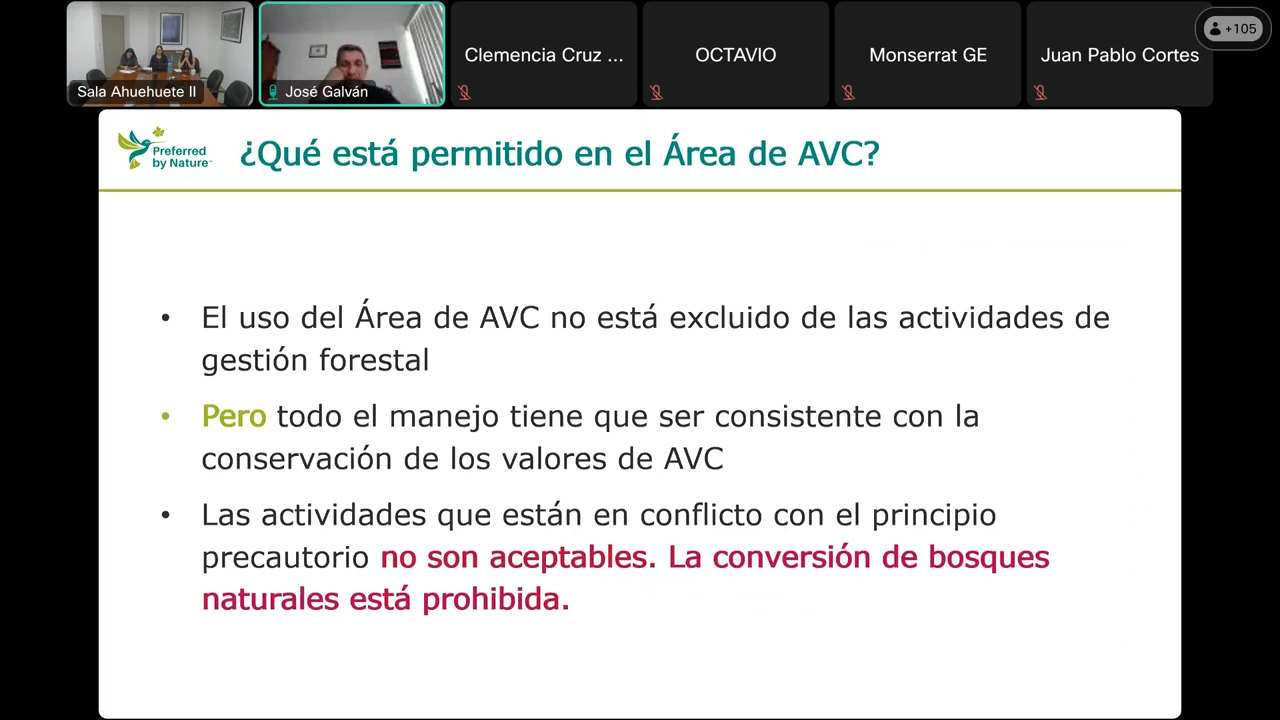 Sala Ahuehuete II
José Galván
Clemencia Cruz ...
OCTAVIO
Monserrat GE
Juan Pablo Cortes
+105
Preferred
by Nature™
¿Qué está permitido en el Área de AVC?
• El uso del Área de AVC no está excluido de las actividades de
gestión forestal
• Pero todo el manejo tiene que ser consistente con la
conservación de los valores de AVC
• Las actividades que están en conflicto con el principio
precautorio no son aceptables. La conversión de bosques
naturales está prohibida.